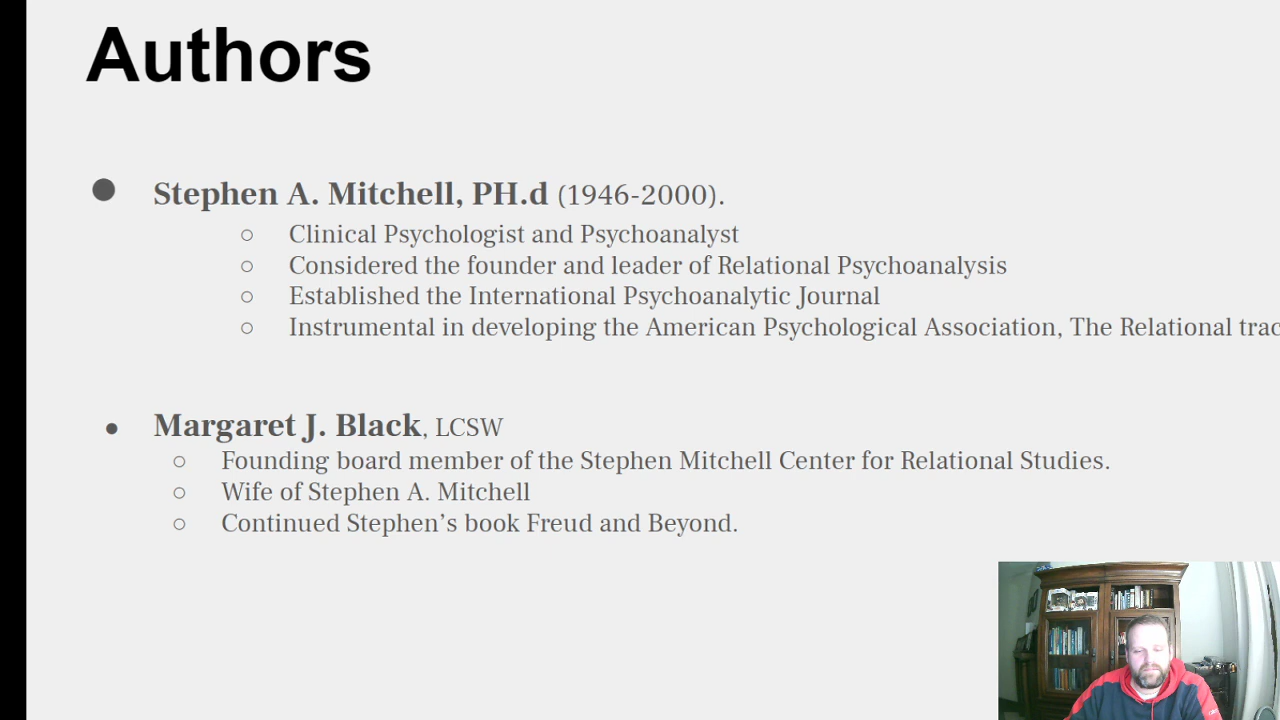 Authors
Stephen A. Mitchell, PH.d (1946-2000).
Clinical Psychologist and Psychoanalyst
Considered the founder and leader of Relational Psychoanalysis
Established the International Psychoanalytic Journal
Instrumental in developing the American Psychological Association, The Relational
Margaret J. Black, LCSW
Founding board member of the Stephen Mitchell Center for Relational Studies.
Wife of Stephen A. Mitchell
Continued Stephen’s book Freud and Beyond.